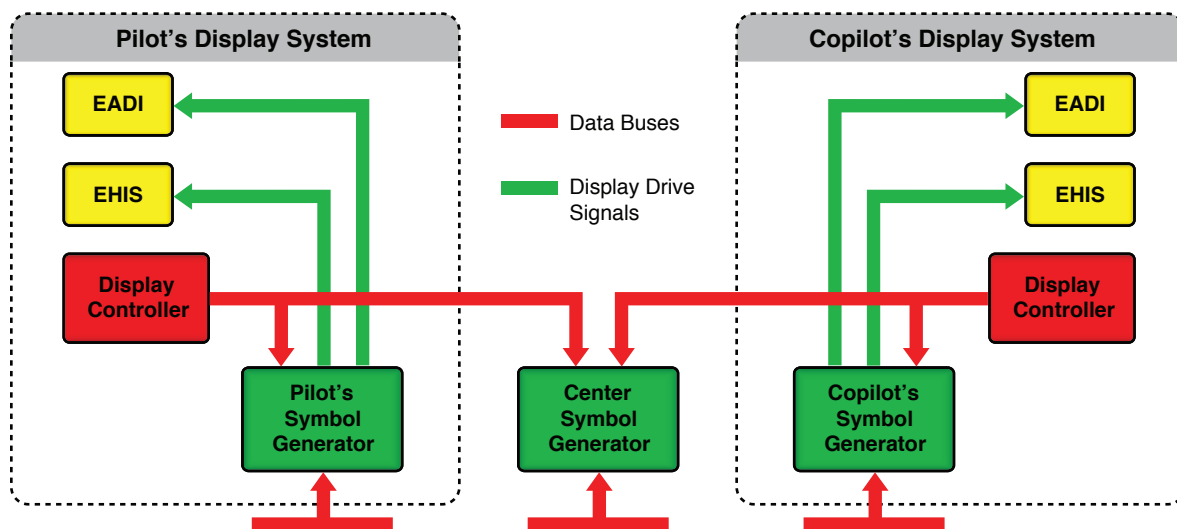 Pilot’s Display System
EADI
EHIS
Display
Controller
Pilot’s
Symbol
Generator
Data Buses
Display Drive
Signals
Center
Symbol
Generator
Copilot’s Display System
EADI
EHIS
Display
Controller
Copilot’s
Symbol
Generator